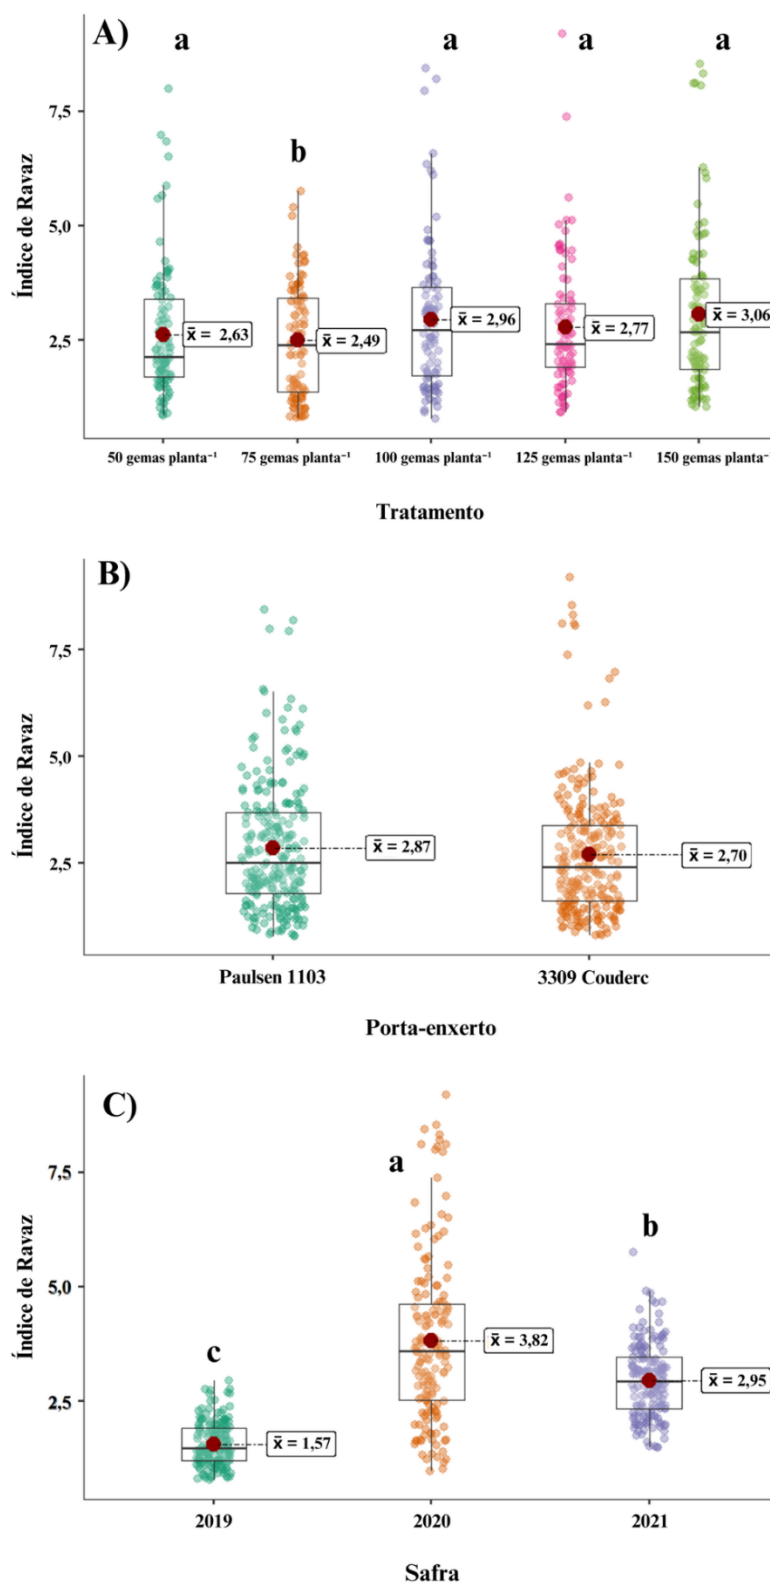 A)
a
a
a
a
b
Índice de Ravaz
7,5
5,0
2,5
x̄ = 2,63
x̄ = 2,49
x̄ = 2,96
x̄ = 2,77
x̄ = 3,06
50 gemas planta⁻¹
75 gemas planta⁻¹
100 gemas planta⁻¹
125 gemas planta⁻¹
150 gemas planta⁻¹
Tratamento
B)
Índice de Ravaz
7,5
5,0
2,5
x̄ = 2,87
x̄ = 2,70
Paulsen 1103
3309 Couderc
Porta-enxerto
C)
Índice de Ravaz
7,5
5,0
2,5
a
b
c
x̄ = 3,82
x̄ = 2,95
x̄ = 1,57
2019
2020
2021
Safra